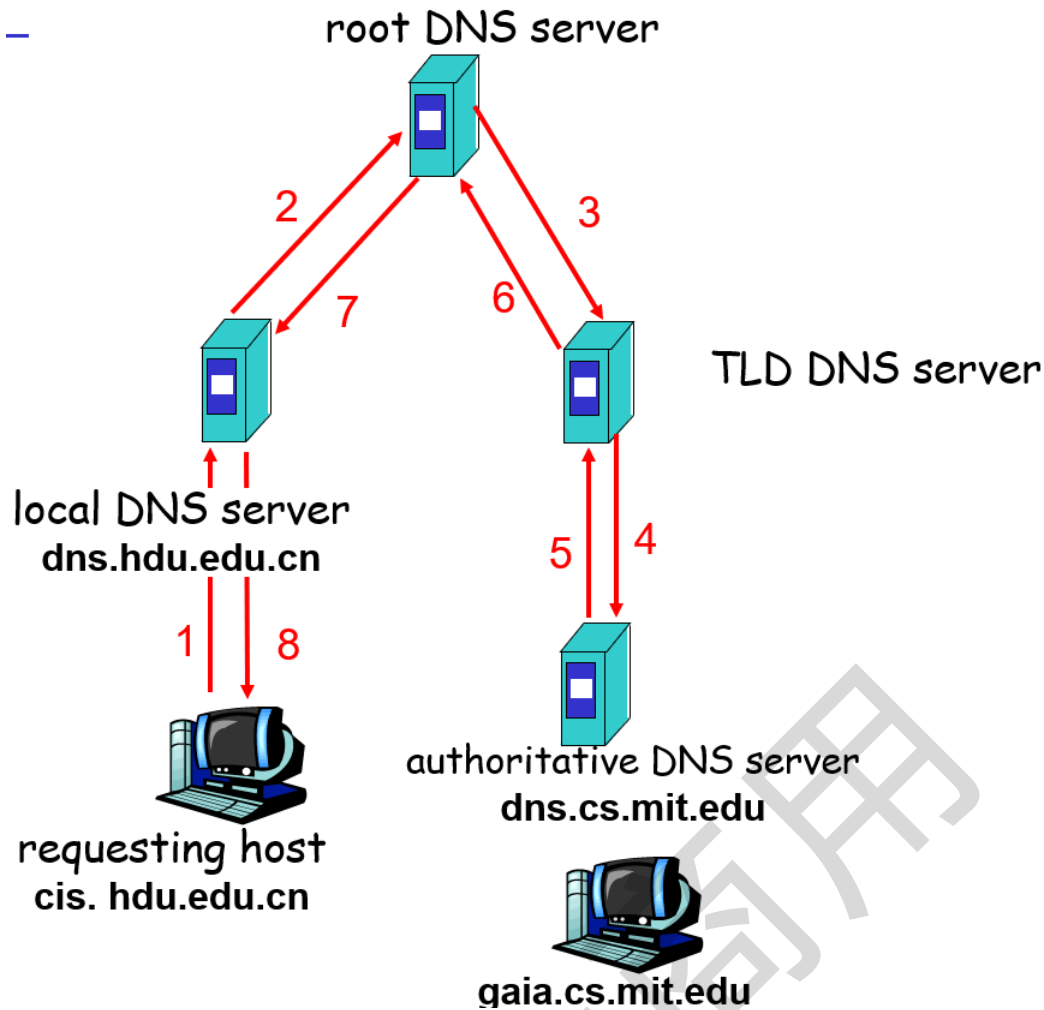 root DNS server
2
3
7
6
TLD DNS server
local DNS server
dns.hdu.edu.cn
5
4
1
8
authoritative DNS server
dns.cs.mit.edu
requesting host
cis. hdu.edu.cn
gaia.cs.mit.edu
商用